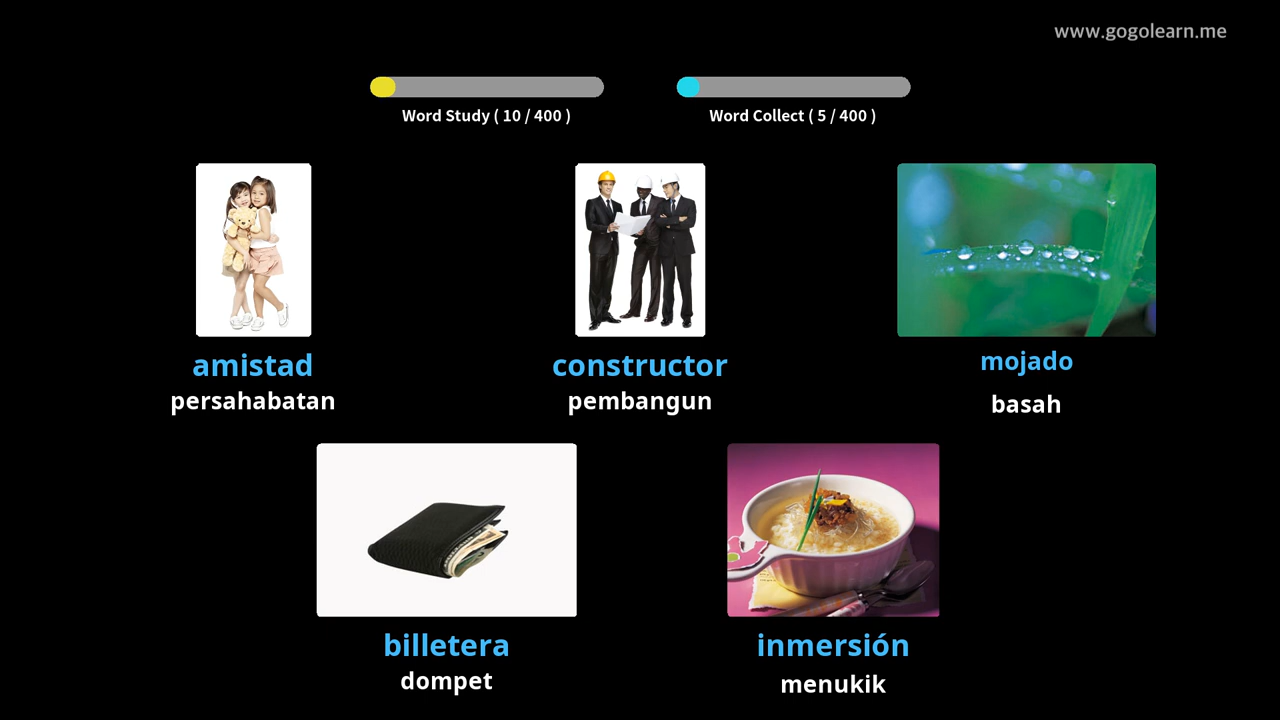 www.gogolearn.me
Word Study ( 10 / 400 )
Word Collect ( 5 / 400 )
amistad
persahabatan
constructor
pembangun
mojado
basah
billetera
dompet
inmersión
menukik